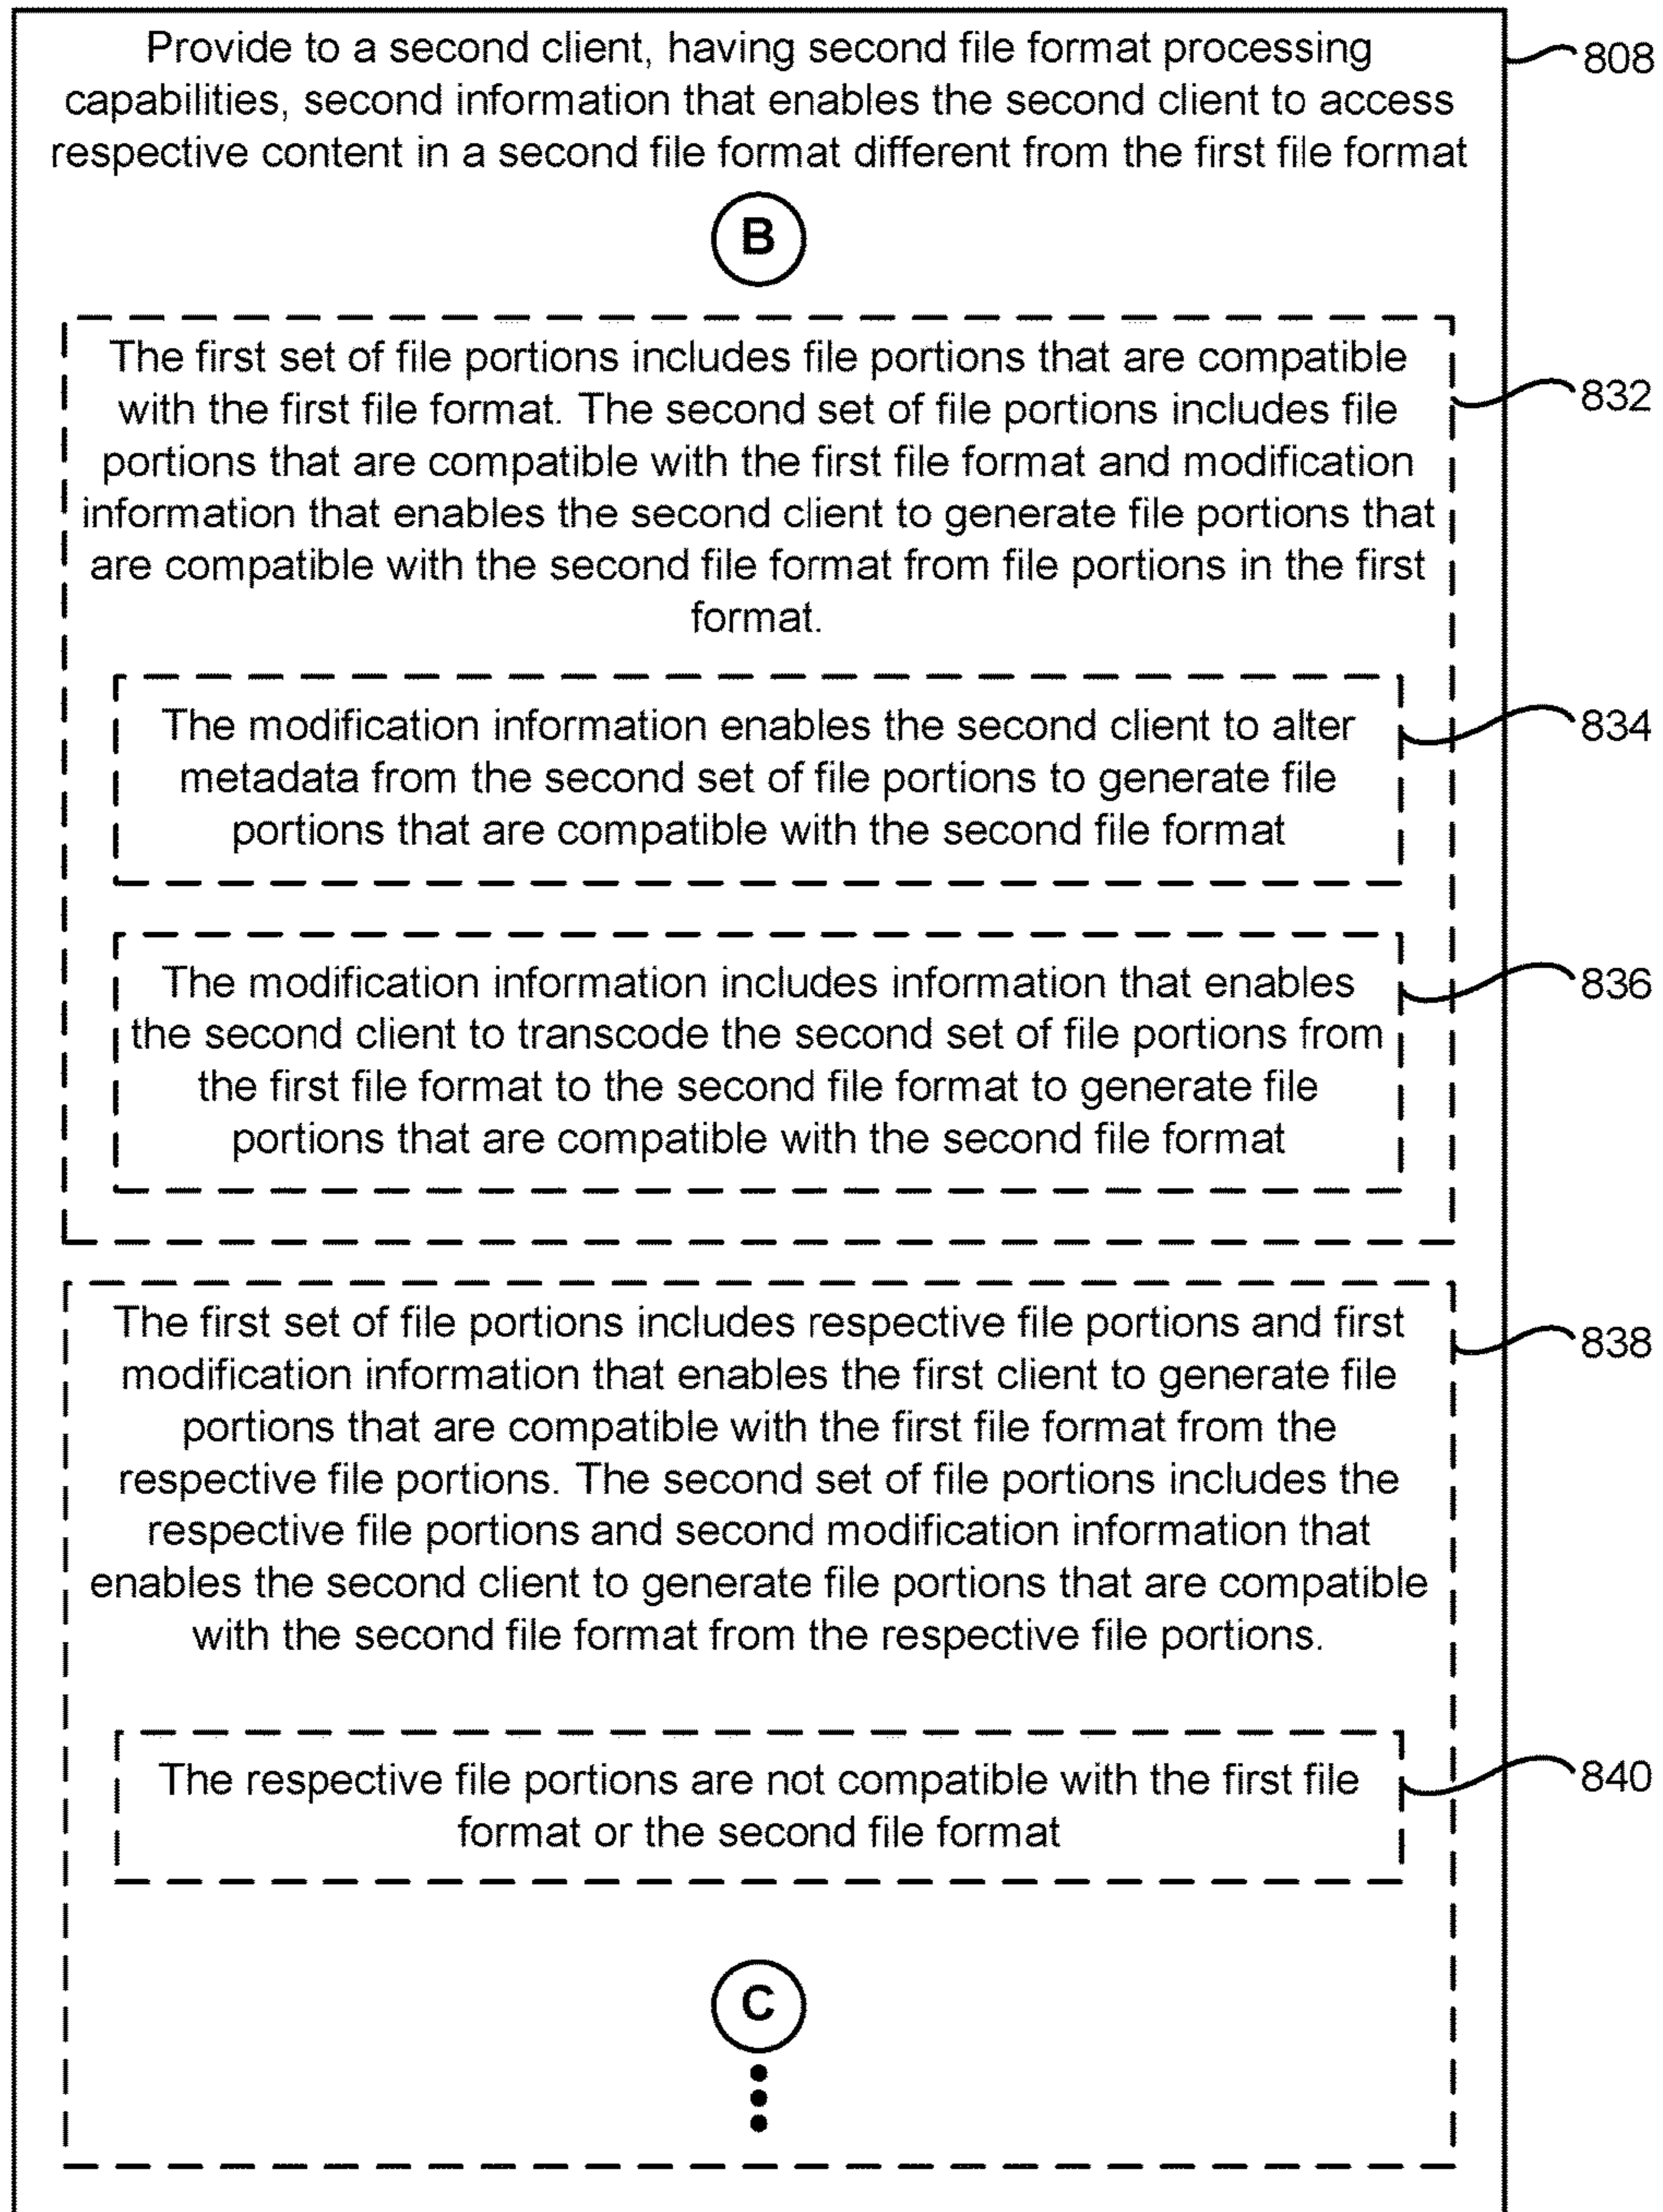 Provide to a second client, having second file format processing
capabilities, second information that enables the second client to access
respective content in a second file format different from the first file format
808
B
The first set of file portions includes file portions that are compatible
with the first file format. The second set of file portions includes file
portions that are compatible with the first file format and modification
information that enables the second client to generate file portions that
are compatible with the second file format from file portions in the first
format.
832
The modification information enables the second client to alter
metadata from the second set of file portions to generate file
portions that are compatible with the second file format
834
The modification information includes information that enables
the second client to transcode the second set of file portions from
the first file format to the second file format to generate file
portions that are compatible with the second file format
836
The first set of file portions includes respective file portions and first
modification information that enables the first client to generate file
portions that are compatible with the first file format from the
respective file portions. The second set of file portions includes the
respective file portions and second modification information that
enables the second client to generate file portions that are compatible
with the second file format from the respective file portions.
838
The respective file portions are not compatible with the first file
format or the second file format
840
C